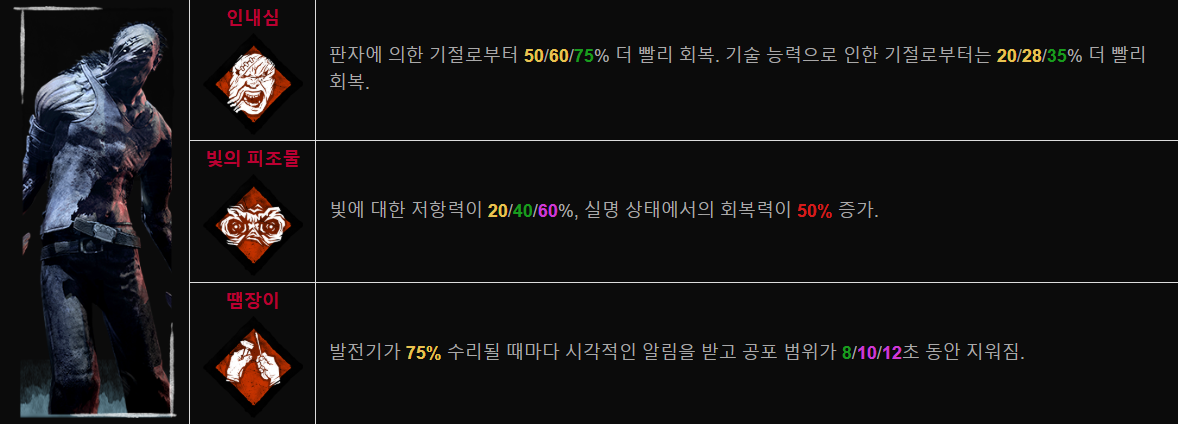 인내심
판자에 의한 기절로부터 50/60/75% 더 빨리 회복. 기술 능력으로 인한 기절로부터는 20/28/35% 더 빨리
회복.
빛의 피조물
빛에 대한 저항력이 20/40/60%, 실명 상태에서의 회복력이 50% 증가.
땜장이
발전기가 75% 수리될 때마다 시각적인 알림을 받고 공포 범위가 8/10/12초 동안 지워짐.